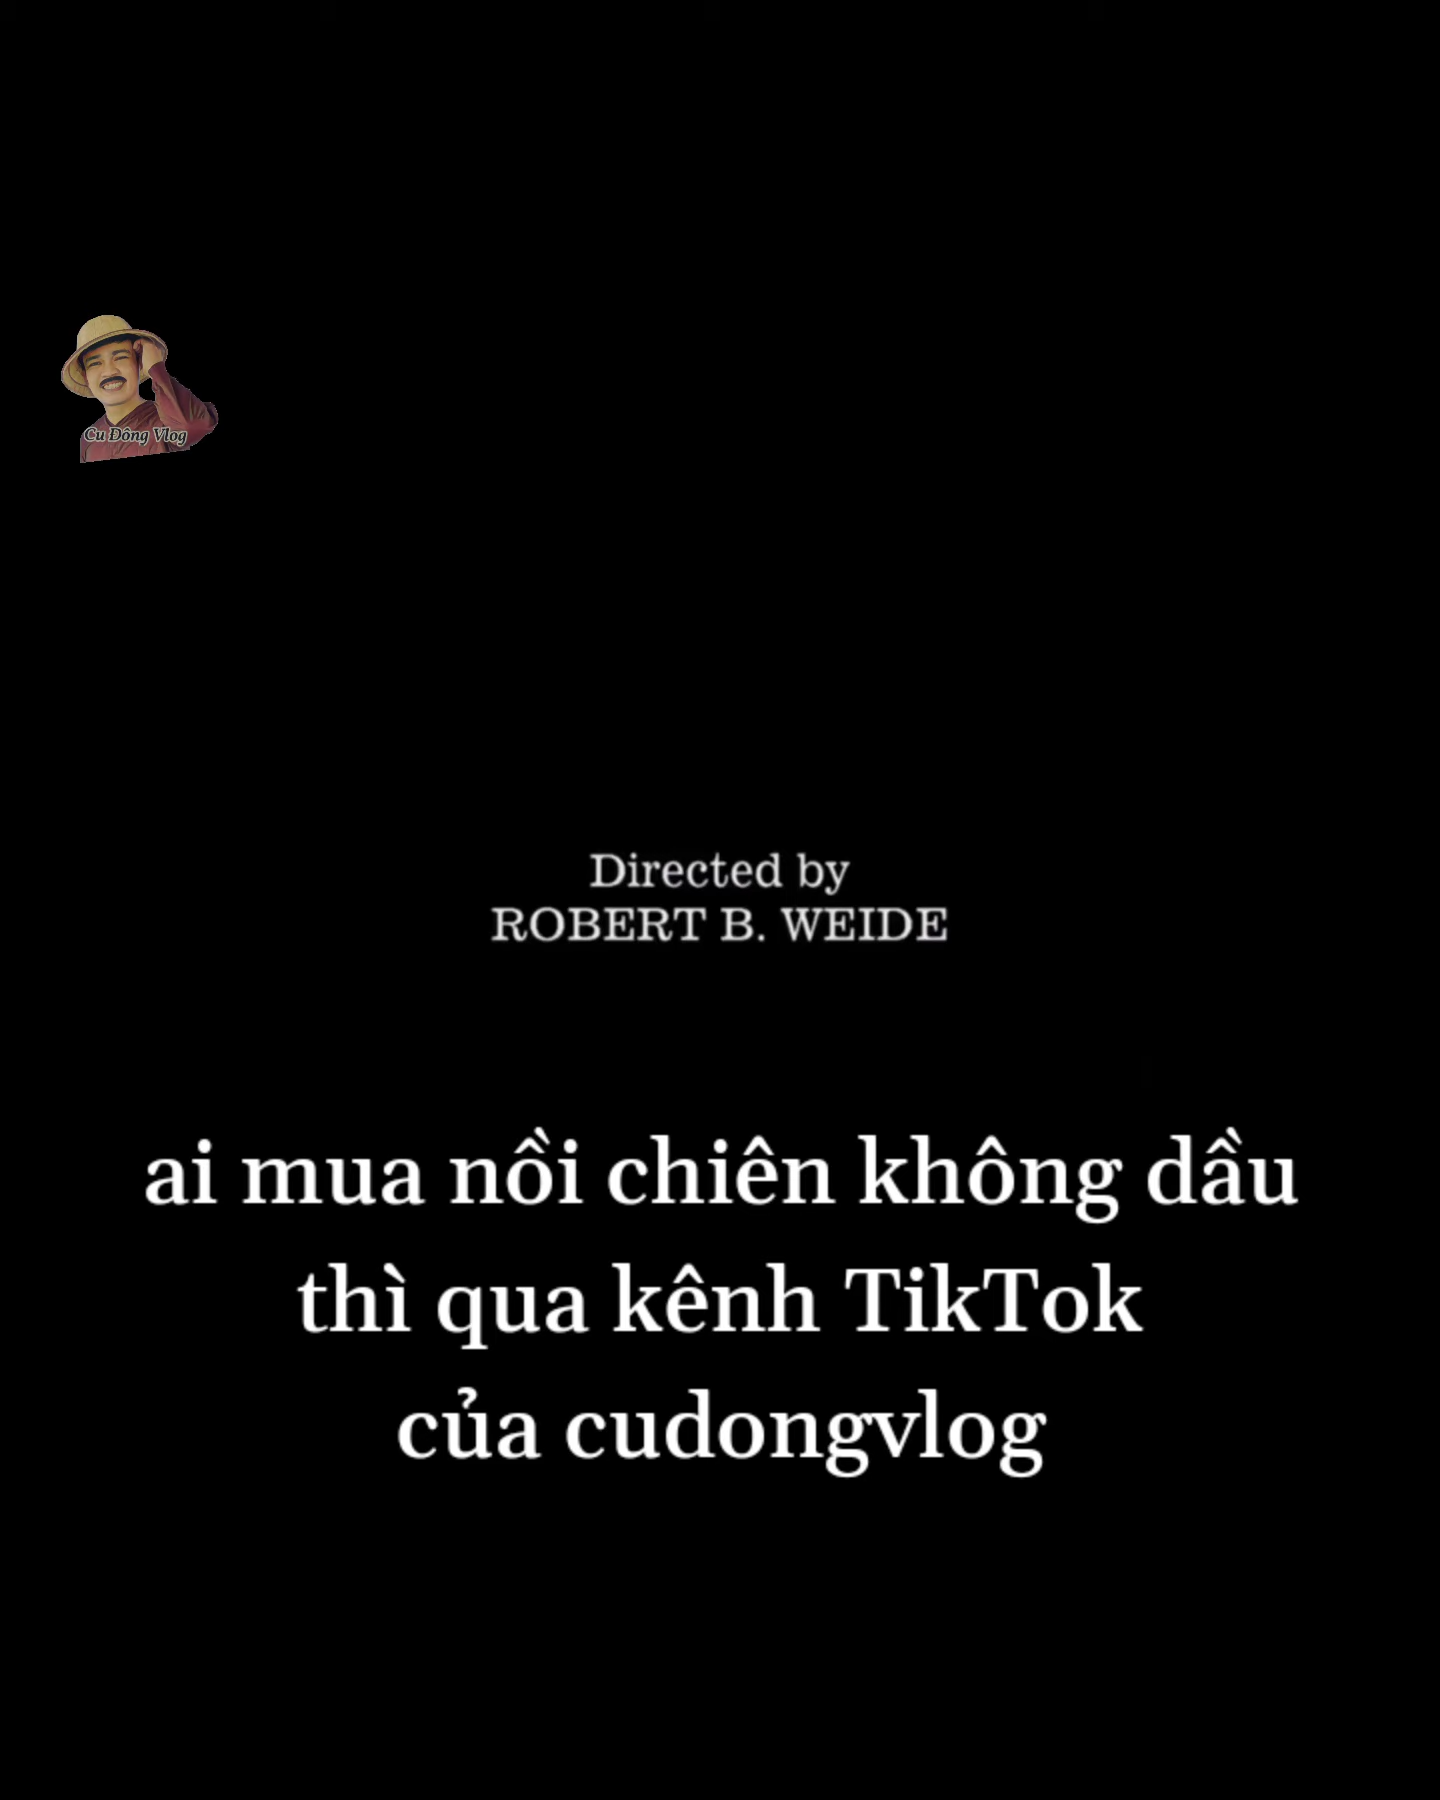 Cu Đông Vlog
Directed by
ROBERT B. WEIDE
ai mua nồi chiên không dầu
thì qua kênh TikTok
của cudongvlog